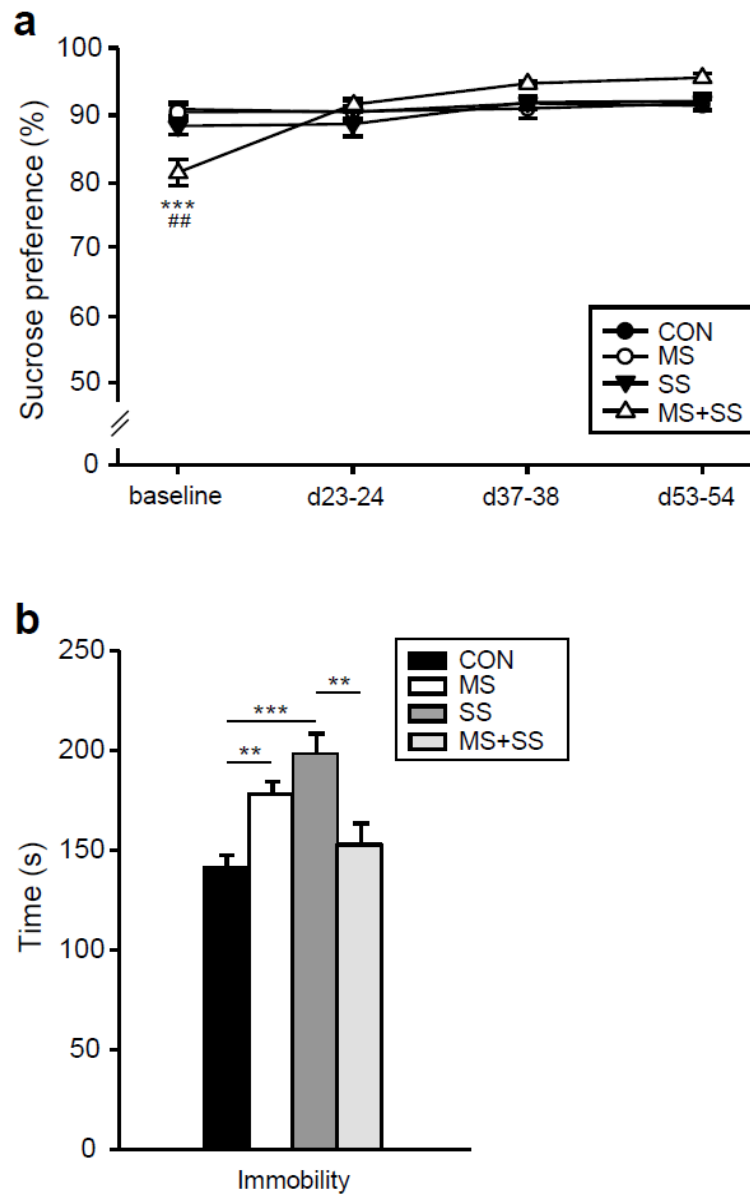 a
Sucrose preference (%)
100
90
80
70
60
50
0
***
##
CON
MS
SS
MS+SS
baseline
d23-24
d37-38
d53-54
b
Time (s)
250
200
150
100
50
0
CON
MS
SS
MS+SS
**
***
**
Immobility